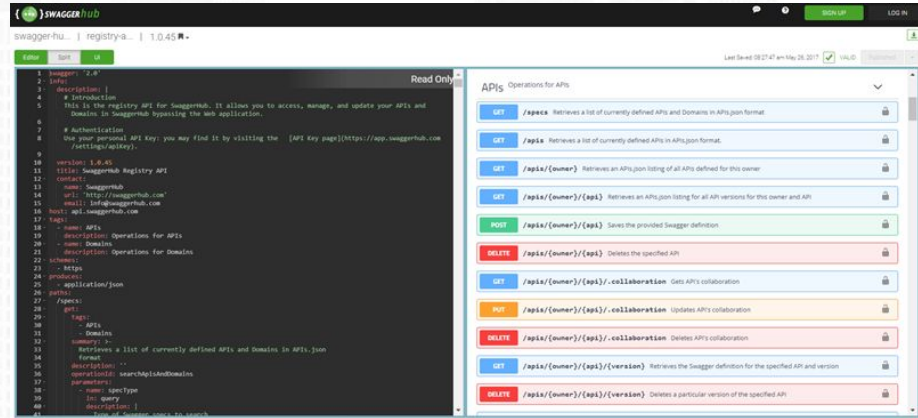 { } SWAGGERhub
SIGN UP
LOG IN
swagger-hu... | registry-a... | 1.0.45
Editor Split UI
Last Saved: 08:27:47 am May 26, 2017 VALID
Read Only
1 swagger: '2.0'
2 info:
3 description: |
4 # Introduction
5 This is the registry API for SwaggerHub. It allows you to access, manage, and update your APIs and
Domains in SwaggerHub bypassing the Web application.
6
7 # Authentication
8 Use your personal API Key: you may find it by visiting the [API Key page](https://app.swaggerhub.com
/settings/apiKey).
9
10 version: 1.0.45
11 title: SwaggerHub Registry API
12 contact:
13 name: SwaggerHub
14 url: 'http://swaggerhub.com'
15 email: info@swaggerhub.com
16 host: api.swaggerhub.com
17 tags:
18 - name: APIs
19 description: Operations for APIs
20 - name: Domains
21 description: Operations for Domains
22 schemes:
23 - https
24 produces:
25 - application/json
26 paths:
27 /specs:
28 get:
29 tags:
30 - APIs
31 - Domains
32 summary: >-
33 Retrieves a list of currently defined APIs and Domains in APIs.json
34 format
35 description: ''
36 operationId: searchApisAndDomains
37 parameters:
38 - name: specType
39 in: query
40 description: |
41 Type of Swagger specs to search
APIs Operations for APIs
GET /specs Retrieves a list of currently defined APIs and Domains in APIs.json format
GET /apis Retrieves a list of currently defined APIs in APIs.json format.
GET /apis/{owner} Retrieves an APIs.json listing of all APIs defined for this owner
GET /apis/{owner}/{api} Retrieves an APIs.json listing for all API versions for this owner and API
POST /apis/{owner}/{api} Saves the provided Swagger definition
DELETE /apis/{owner}/{api} Deletes the specified API
GET /apis/{owner}/{api}/.collaboration Gets API's collaboration
PUT /apis/{owner}/{api}/.collaboration Updates API's collaboration
DELETE /apis/{owner}/{api}/.collaboration Deletes API's collaboration
GET /apis/{owner}/{api}/{version} Retrieves the Swagger definition for the specified API and version
DELETE /apis/{owner}/{api}/{version} Deletes a particular version of the specified API